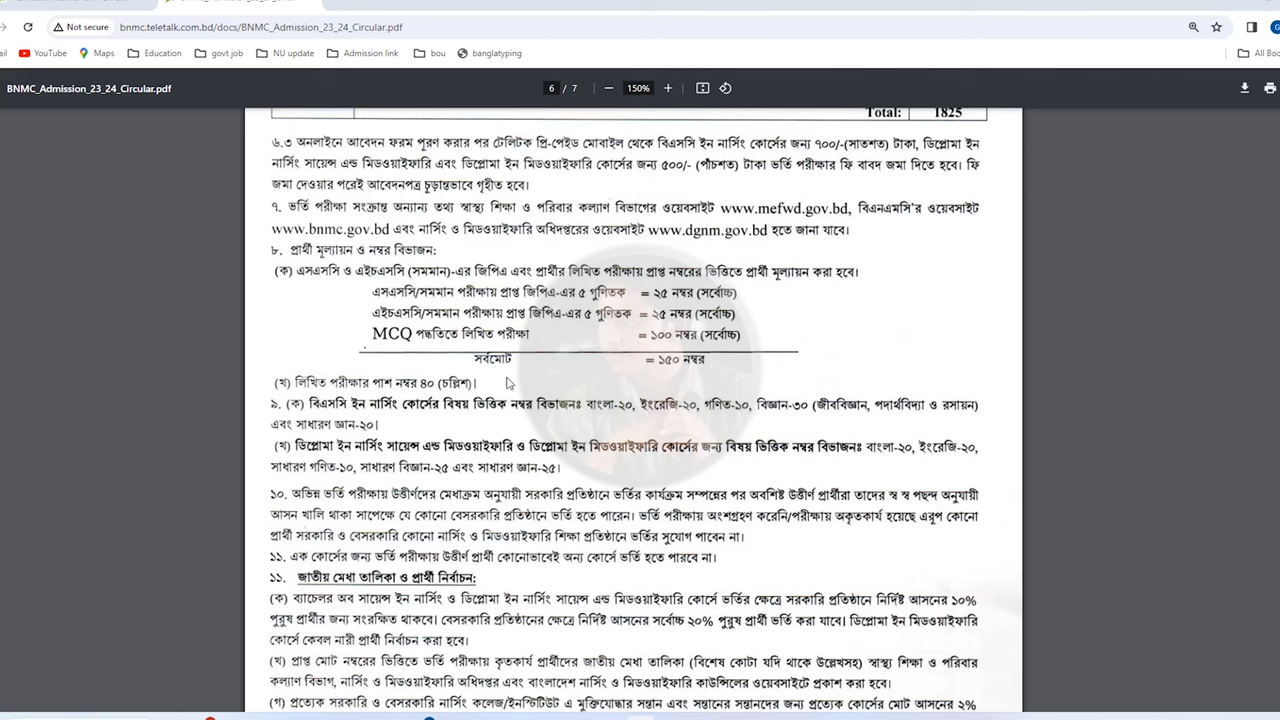 Not secure
bnmc.teletalk.com.bd/docs/BNMC_Admission_23_24_Circular.pdf
YouTube Maps Education govt job NU update Admission link bou banglatyping
BNMC_Admission_23_24_Circular.pdf
6 / 7 150%
Total: 1825
৬.৩ অনলাইনে আবেদন ফরম পূরণ করার পর টেলিটক প্রি-পেইড মোবাইল থেকে বিএসসি ইন নার্সিং কোর্সের জন্য ৭০০/-(সাতশত) টাকা, ডিপ্লোমা ইন
নার্সিং সায়েন্স এন্ড মিডওয়াইফারি এবং ডিপ্লোমা ইন মিডওয়াইফারি কোর্সের জন্য ৫০০/- (পাঁচশত) টাকা ভর্তি পরীক্ষার ফি বাবদ জমা দিতে হবে। ফি
জমা দেওয়ার পরেই আবেদনপত্র চূড়ান্তভাবে গৃহীত হবে।
৭. ভর্তি পরীক্ষা সংক্রান্ত অন্যান্য তথ্য স্বাস্থ্য শিক্ষা ও পরিবার কল্যাণ বিভাগের ওয়েবসাইট www.mefwd.gov.bd, বিএনএমসি'র ওয়েবসাইট
www.bnmc.gov.bd এবং নার্সিং ও মিডওয়াইফারি অধিদপ্তরের ওয়েবসাইট www.dgnm.gov.bd হতে জানা যাবে।
৮. প্রার্থী মূল্যায়ন ও নম্বর বিভাজন:
(ক) এসএসসি ও এইচএসসি (সমমান)-এর জিপিএ এবং প্রার্থীর লিখিত পরীক্ষায় প্রাপ্ত নম্বরের ভিত্তিতে প্রার্থী মূল্যায়ন করা হবে।
এসএসসি/সমমান পরীক্ষায় প্রাপ্ত জিপিএ-এর ৫ গুণিতক = ২৫ নম্বর (সর্বোচ্চ)
এইচএসসি/সমমান পরীক্ষায় প্রাপ্ত জিপিএ-এর ৫ গুণিতক = ২৫ নম্বর (সর্বোচ্চ)
MCQ পদ্ধতিতে লিখিত পরীক্ষা = ১০০ নম্বর (সর্বোচ্চ)
সর্বমোট = ১৫০ নম্বর
(খ) লিখিত পরীক্ষার পাশ নম্বর ৪০ (চল্লিশ)।
৯. (ক) বিএসসি ইন নার্সিং কোর্সের বিষয় ভিত্তিক নম্বর বিভাজনঃ বাংলা-২০, ইংরেজি-২০, গণিত-১০, বিজ্ঞান-৩০ (জীববিজ্ঞান, পদার্থবিদ্যা ও রসায়ন)
এবং সাধারণ জ্ঞান-২০।
(খ) ডিপ্লোমা ইন নার্সিং সায়েন্স এন্ড মিডওয়াইফারি ও ডিপ্লোমা ইন মিডওয়াইফারি কোর্সের জন্য বিষয় ভিত্তিক নম্বর বিভাজনঃ বাংলা-২০, ইংরেজি-২০,
সাধারণ গণিত-১০, সাধারণ বিজ্ঞান-২৫ এবং সাধারণ জ্ঞান-২৫।
১০. অভিন্ন ভর্তি পরীক্ষায় উত্তীর্ণদের মেধাক্রম অনুযায়ী সরকারি প্রতিষ্ঠানে ভর্তির কার্যক্রম সম্পন্নের পর অবশিষ্ট উত্তীর্ণ প্রার্থীরা তাদের স্ব স্ব পছন্দ অনুযায়ী
আসন খালি থাকা সাপেক্ষে যে কোনো বেসরকারি প্রতিষ্ঠানে ভর্তি হতে পারবেন। ভর্তি পরীক্ষায় অংশগ্রহণ করেনি/পরীক্ষায় অকৃতকার্য হয়েছে এরূপ কোনো
প্রার্থী সরকারি ও বেসরকারি কোনো নার্সিং ও মিডওয়াইফারি শিক্ষা প্রতিষ্ঠানে ভর্তির সুযোগ পাবেন না।
১১. এক কোর্সের জন্য ভর্তি পরীক্ষায় উত্তীর্ণ প্রার্থী কোনোভাবেই অন্য কোর্সে ভর্তি হতে পারবে না।
১১. জাতীয় মেধা তালিকা ও প্রার্থী নির্বাচন:
(ক) ব্যাচেলর অব সায়েন্স ইন নার্সিং ও ডিপ্লোমা ইন নার্সিং সায়েন্স এন্ড মিডওয়াইফারি কোর্সে ভর্তির ক্ষেত্রে সরকারি প্রতিষ্ঠানে নির্দিষ্ট আসনের ১০%
পুরুষ প্রার্থীর জন্য সংরক্ষিত থাকবে। বেসরকারি প্রতিষ্ঠানের ক্ষেত্রে নির্দিষ্ট আসনের সর্বোচ্চ ২০% পুরুষ প্রার্থী ভর্তি করা যাবে। ডিপ্লোমা ইন মিডওয়াইফারি
কোর্সে কেবল নারী প্রার্থী নির্বাচন করা হবে।
(খ) প্রাপ্ত মোট নম্বরের ভিত্তিতে ভর্তি পরীক্ষায় কৃতকার্য প্রার্থীদের জাতীয় মেধা তালিকা (বিশেষ কোটা যদি থাকে উল্লেখসহ) স্বাস্থ্য শিক্ষা ও পরিবার
কল্যাণ বিভাগ, নার্সিং ও মিডওয়াইফারি অধিদপ্তর এবং বাংলাদেশ নার্সিং ও মিডওয়াইফারি কাউন্সিলের ওয়েবসাইটে প্রকাশ করা হবে।
(গ) প্রত্যেক সরকারি ও বেসরকারি নার্সিং কলেজ/ইনস্টিটিউট এ মুক্তিযোদ্ধার সন্তান এবং সন্তানের সন্তানদের জন্য প্রত্যেক কোর্সের মোট আসনের ২%